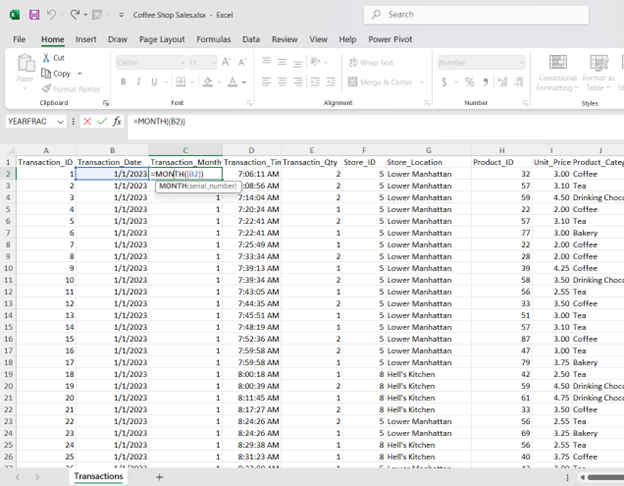 Coffee Shop Sales.xlsx - Excel
Search
File Home Insert Draw Page Layout Formulas Data Review View Help Power Pivot
Paste
Cut
Copy
Format Painter
Clipboard
Calibri 11
B I U
Font
Wrap Text
Merge & Center
Alignment
Number
Number
Conditional Formatting
Format as Table
Styles
YEARFRAC fx =MONTH((B2))
A B C D E F G H I J
1 Transaction_ID Transaction_Date Transaction_Month Transaction_Tin Transactin_Qty Store_ID Store_Location Product_ID Unit_Price Product_Categ
2 1 1/1/2023 =MONTH((B2)) 7:06:11 AM 2 5 Lower Manhattan 32 3.00 Coffee
3 2 1/1/2023 MONTH(serial_number) :08:56 AM 2 5 Lower Manhattan 57 3.10 Tea
4 3 1/1/2023 1 7:14:04 AM 2 5 Lower Manhattan 59 4.50 Drinking Choco
5 4 1/1/2023 1 7:20:24 AM 1 5 Lower Manhattan 22 2.00 Coffee
6 5 1/1/2023 1 7:22:41 AM 2 5 Lower Manhattan 57 3.10 Tea
7 6 1/1/2023 1 7:22:41 AM 1 5 Lower Manhattan 77 3.00 Bakery
8 7 1/1/2023 1 7:25:49 AM 1 5 Lower Manhattan 22 2.00 Coffee
9 8 1/1/2023 1 7:33:34 AM 2 5 Lower Manhattan 28 2.00 Coffee
10 9 1/1/2023 1 7:39:13 AM 1 5 Lower Manhattan 39 4.25 Coffee
11 10 1/1/2023 1 7:39:34 AM 2 5 Lower Manhattan 58 3.50 Drinking Choco
12 11 1/1/2023 1 7:43:05 AM 1 5 Lower Manhattan 56 2.55 Tea
13 12 1/1/2023 1 7:44:35 AM 2 5 Lower Manhattan 33 3.50 Coffee
14 13 1/1/2023 1 7:45:51 AM 1 5 Lower Manhattan 51 3.00 Tea
15 14 1/1/2023 1 7:48:19 AM 1 5 Lower Manhattan 57 3.10 Tea
16 15 1/1/2023 1 7:52:36 AM 2 5 Lower Manhattan 87 3.00 Coffee
17 16 1/1/2023 1 7:59:58 AM 2 5 Lower Manhattan 47 3.00 Tea
18 17 1/1/2023 1 7:59:58 AM 1 5 Lower Manhattan 79 3.75 Bakery
19 18 1/1/2023 1 8:00:18 AM 1 8 Hell's Kitchen 42 2.50 Tea
20 19 1/1/2023 1 8:00:39 AM 2 8 Hell's Kitchen 59 4.50 Drinking Choco
21 20 1/1/2023 1 8:11:45 AM 1 8 Hell's Kitchen 61 4.75 Drinking Choco
22 21 1/1/2023 1 8:17:27 AM 2 8 Hell's Kitchen 33 3.50 Coffee
23 22 1/1/2023 1 8:24:26 AM 2 5 Lower Manhattan 56 2.55 Tea
24 23 1/1/2023 1 8:24:26 AM 1 5 Lower Manhattan 69 3.25 Bakery
25 24 1/1/2023 1 8:29:38 AM 1 5 Lower Manhattan 56 2.55 Tea
26 25 1/1/2023 1 8:31:23 AM 1 8 Hell's Kitchen 40 3.75 Coffee
Transactions